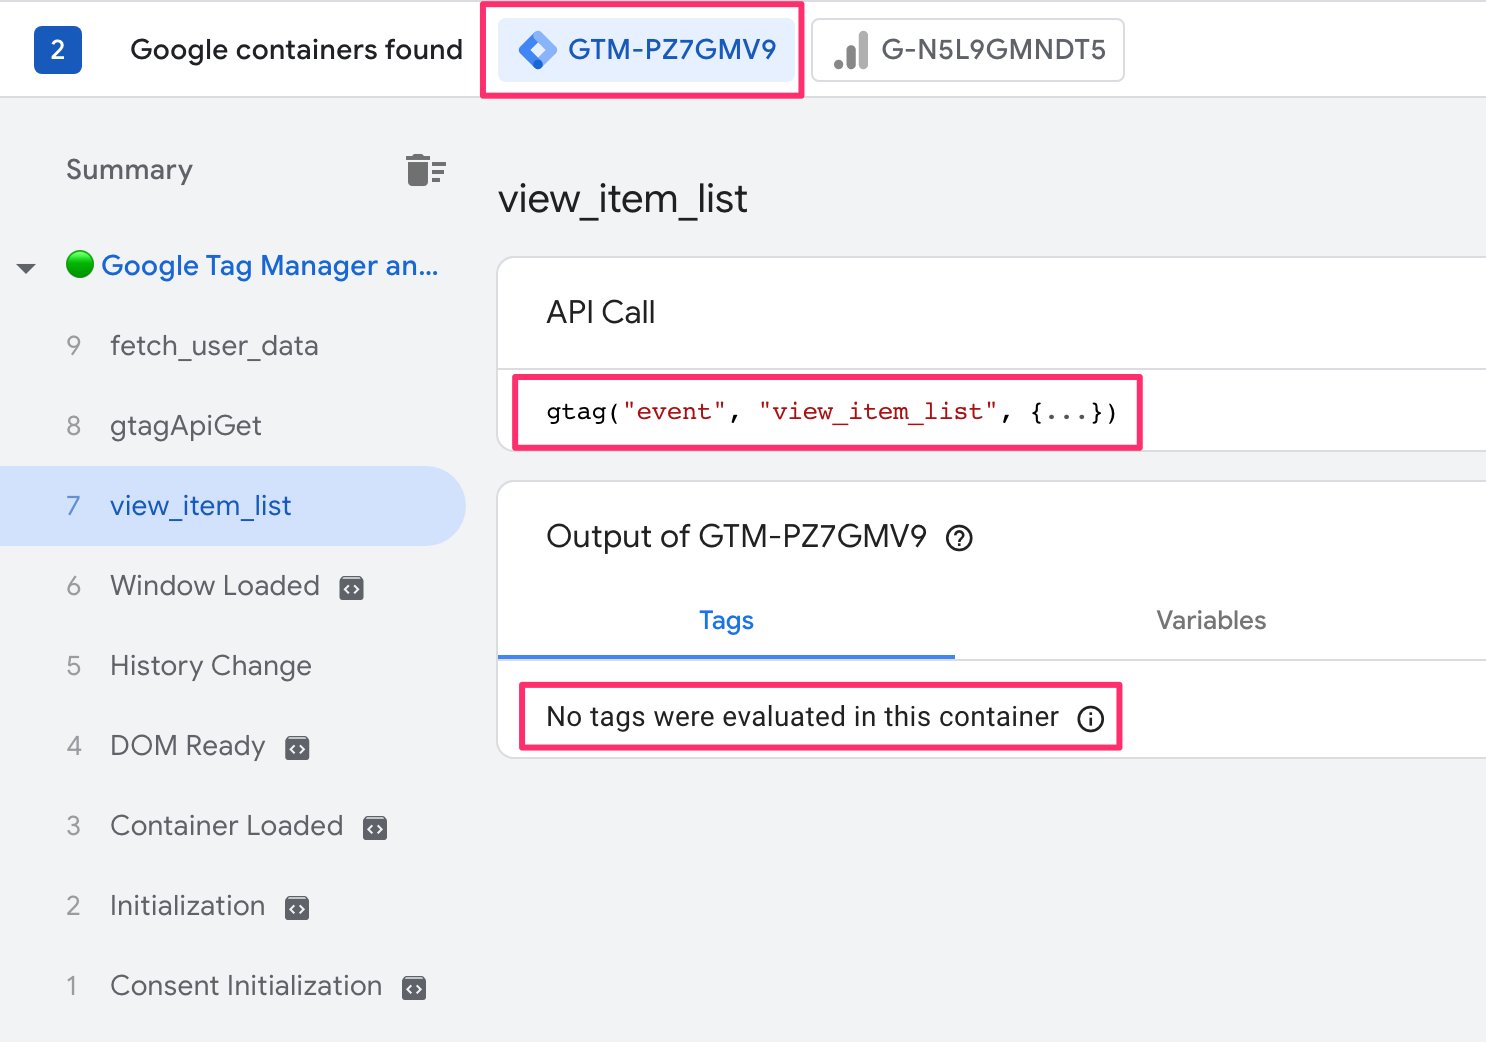 2 Google containers found GTM-PZ7GMV9 G-N5L9GMNDT5
Summary
Google Tag Manager an...
9 fetch_user_data
8 gtagApiGet
7 view_item_list
6 Window Loaded
5 History Change
4 DOM Ready
3 Container Loaded
2 Initialization
1 Consent Initialization
view_item_list
API Call
gtag("event", "view_item_list", {...})
Output of GTM-PZ7GMV9
Tags Variables
No tags were evaluated in this container